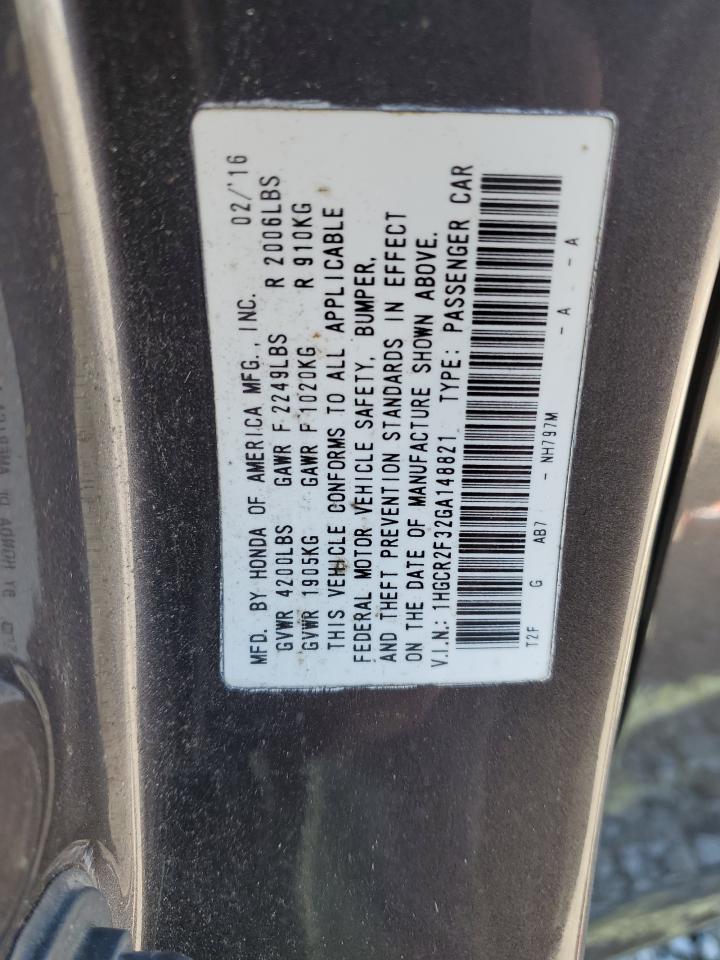 MFD. BY HONDA OF AMERICA MFG., INC. 02/'16
GVWR 4200LBS GAWR F 2249LBS R 2006LBS
GVWR 1905KG GAWR F 1020KG R 910KG
THIS VEHICLE CONFORMS TO ALL APPLICABLE
FEDERAL MOTOR VEHICLE SAFETY, BUMPER,
AND THEFT PREVENTION STANDARDS IN EFFECT
ON THE DATE OF MANUFACTURE SHOWN ABOVE.
V.I.N.: 1HGCR2F32GA148821 TYPE: PASSENGER CAR
T2F G AB7 - NH797M - A - - A